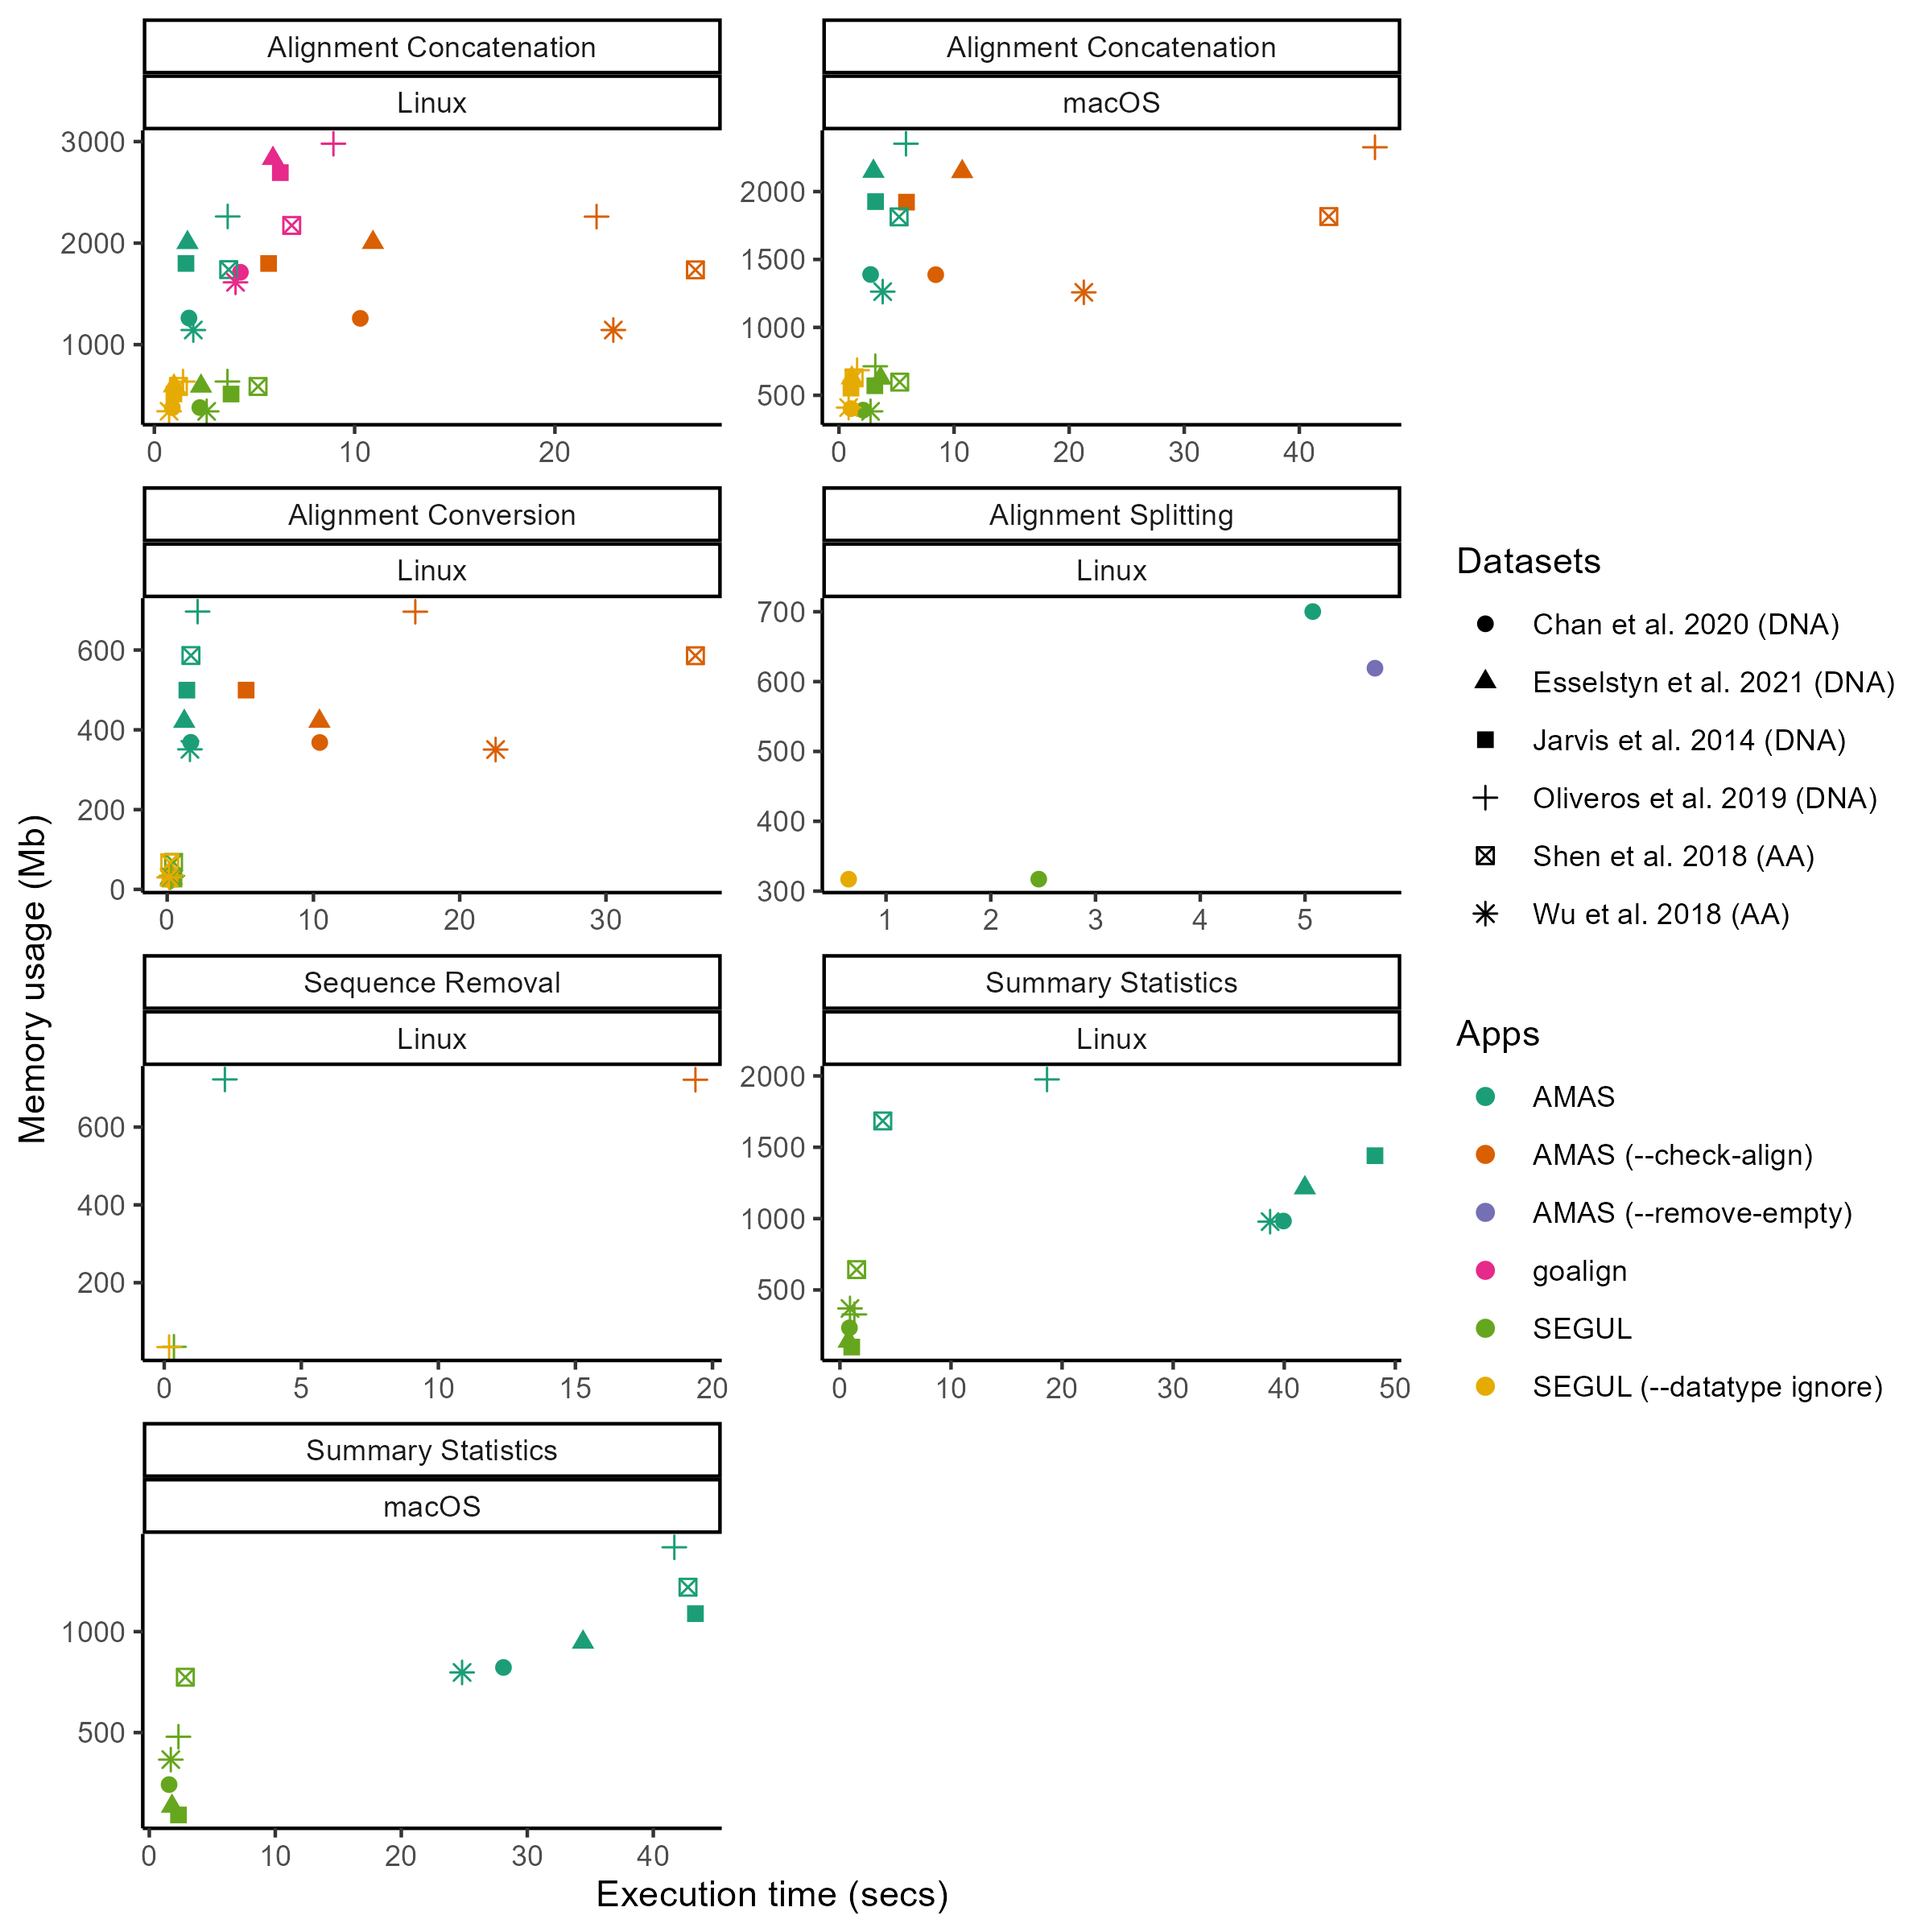 Alignment Concatenation
Linux
3000
2000
1000
0 10 20
Alignment Concatenation
macOS
2000
1500
1000
500
0 10 20 30 40
Alignment Conversion
Linux
600
400
200
0
0 10 20 30
Alignment Splitting
Linux
700
600
500
400
300
1 2 3 4 5
Sequence Removal
Linux
600
400
200
0 5 10 15 20
Summary Statistics
Linux
2000
1500
1000
500
0 10 20 30 40 50
Summary Statistics
macOS
1000
500
0 10 20 30 40
Memory usage (Mb)
Execution time (secs)
Datasets
Chan et al. 2020 (DNA)
Esselstyn et al. 2021 (DNA)
Jarvis et al. 2014 (DNA)
Oliveros et al. 2019 (DNA)
Shen et al. 2018 (AA)
Wu et al. 2018 (AA)
Apps
AMAS
AMAS (--check-align)
AMAS (--remove-empty)
goalign
SEGUL
SEGUL (--datatype ignore)